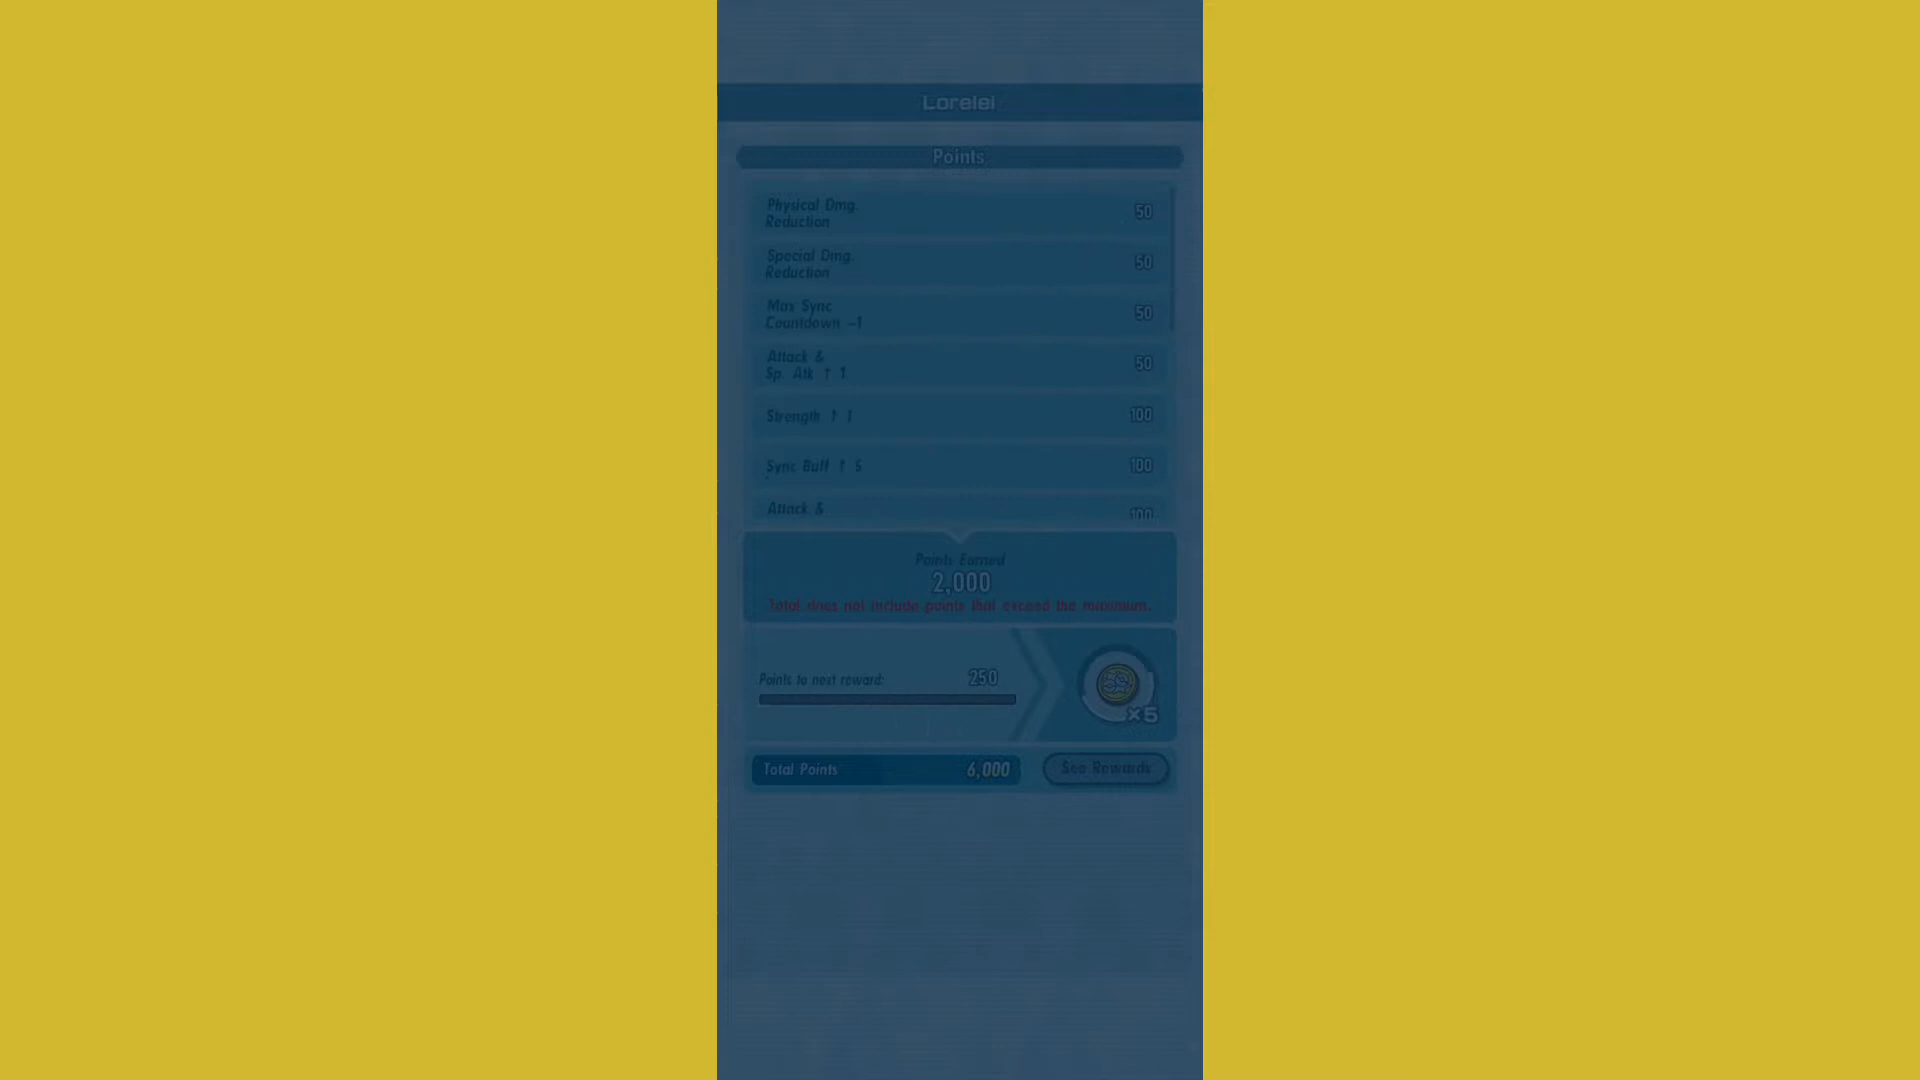 Lorelei
Points
Physical Dmg.
Reduction
50
Special Dmg.
Reduction
50
Max Sync
Countdown -1
50
Attack &
Sp. Atk ↑ 1
50
Strength ↑ 1
100
Sync Buff ↑ 5
100
Attack &
100
Points Earned
2,000
Total does not include points that exceed the maximum.
Points to next reward: 250
×5
Total Points 6,000
See Rewards